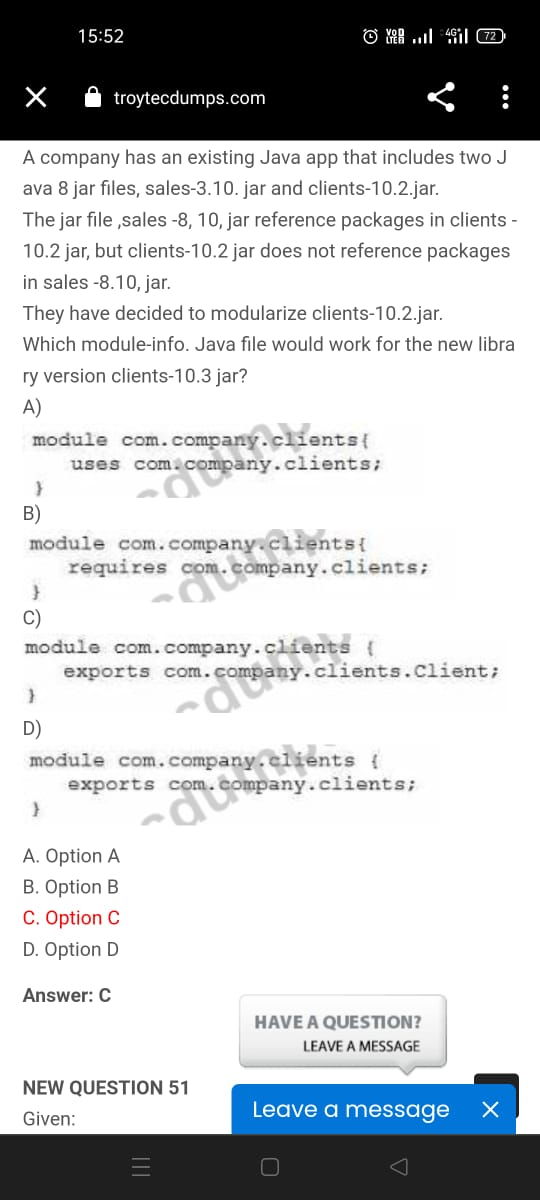 15:52
Vo))
LTE2
4G+
72
troytecdumps.com
A company has an existing Java app that includes two J
ava 8 jar files, sales-3.10. jar and clients-10.2.jar.
The jar file ,sales -8, 10, jar reference packages in clients -
10.2 jar, but clients-10.2 jar does not reference packages
in sales -8.10, jar.
They have decided to modularize clients-10.2.jar.
Which module-info. Java file would work for the new libra
ry version clients-10.3 jar?
A)
module com.company.clients{
uses com.company.clients;
}
B)
module com.company.clients{
requires com.company.clients;
}
C)
module com.company.clients {
exports com.company.clients.Client;
}
D)
module com.company.clients {
exports com.company.clients;
}
A. Option A
B. Option B
C. Option C
D. Option D
Answer: C
HAVE A QUESTION?
LEAVE A MESSAGE
NEW QUESTION 51
Leave a message
Given: